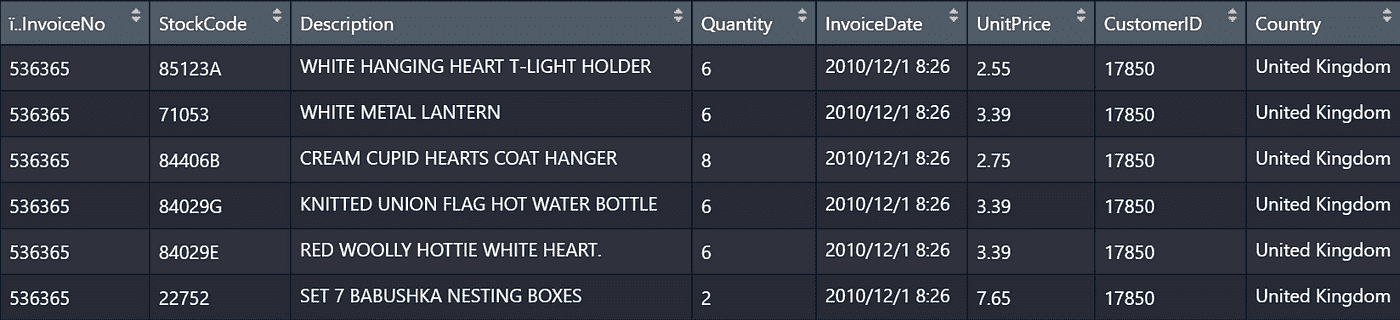 ï..InvoiceNo StockCode Description Quantity InvoiceDate UnitPrice CustomerID Country
536365 85123A WHITE HANGING HEART T-LIGHT HOLDER 6 2010/12/1 8:26 2.55 17850 United Kingdom
536365 71053 WHITE METAL LANTERN 6 2010/12/1 8:26 3.39 17850 United Kingdom
536365 84406B CREAM CUPID HEARTS COAT HANGER 8 2010/12/1 8:26 2.75 17850 United Kingdom
536365 84029G KNITTED UNION FLAG HOT WATER BOTTLE 6 2010/12/1 8:26 3.39 17850 United Kingdom
536365 84029E RED WOOLLY HOTTIE WHITE HEART. 6 2010/12/1 8:26 3.39 17850 United Kingdom
536365 22752 SET 7 BABUSHKA NESTING BOXES 2 2010/12/1 8:26 7.65 17850 United Kingdom